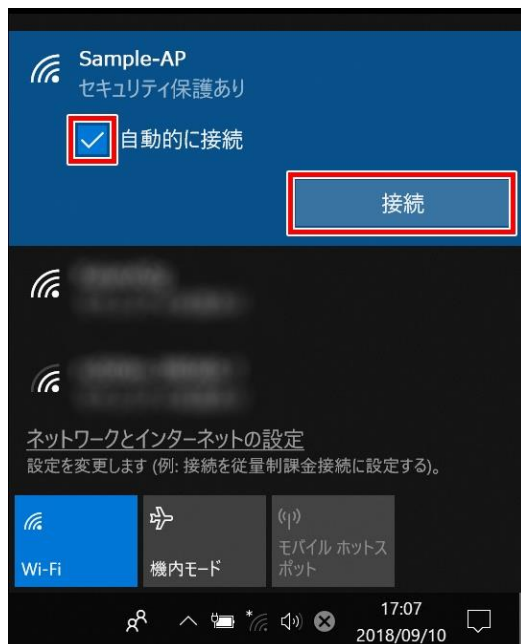 Sample-AP
セキュリティ保護あり
自動的に接続
接続
ネットワークとインターネットの設定
設定を変更します (例: 接続を従量制課金接続に設定する)。
Wi-Fi
機内モード
モバイル ホットス
ポット
17:07
2018/09/10